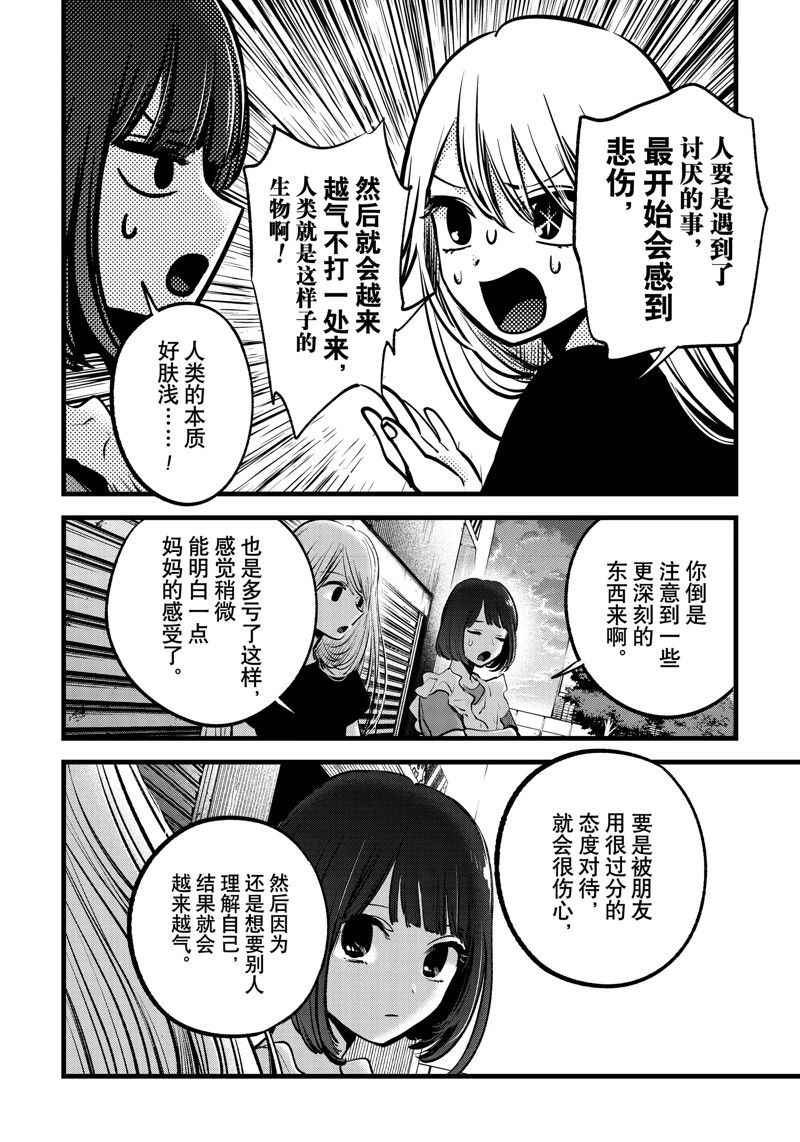 人要是遇到了
讨厌的事，
最开始会感到
悲伤，
然后就会越来
越气不打一处来，
人类就是这样子的
生物啊！
人类的本质
好肤浅……！
你倒是
注意到一些
更深刻的
东西来啊。
也是多亏了这样，
感觉稍微
能明白一点
妈妈的感受了。
要是被朋友
用很过分的
态度对待，
就会很伤心，
然后因为
还是想要别人
理解自己，
结果就会
越来越气。